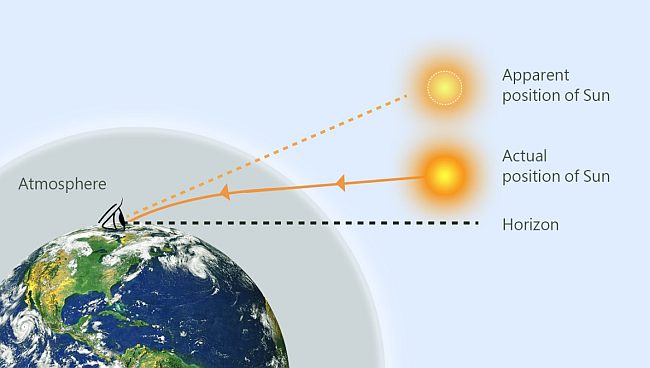 Apparent
position of Sun
Actual
position of Sun
Atmosphere
Horizon